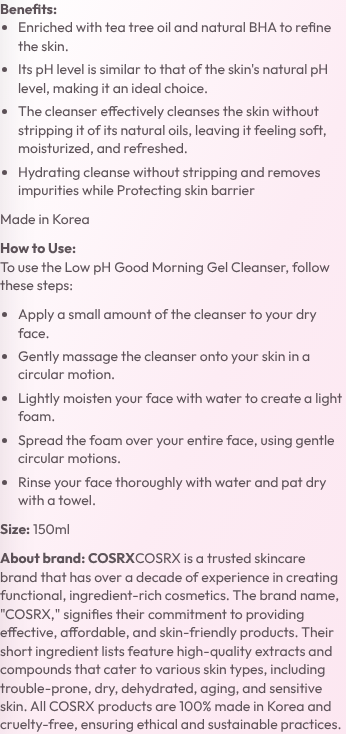 Benefits:
• Enriched with tea tree oil and natural BHA to refine
the skin.
• Its pH level is similar to that of the skin's natural pH
level, making it an ideal choice.
• The cleanser effectively cleanses the skin without
stripping it of its natural oils, leaving it feeling soft,
moisturized, and refreshed.
• Hydrating cleanse without stripping and removes
impurities while Protecting skin barrier
Made in Korea
How to Use:
To use the Low pH Good Morning Gel Cleanser, follow
these steps:
• Apply a small amount of the cleanser to your dry
face.
• Gently massage the cleanser onto your skin in a
circular motion.
• Lightly moisten your face with water to create a light
foam.
• Spread the foam over your entire face, using gentle
circular motions.
• Rinse your face thoroughly with water and pat dry
with a towel.
Size: 150ml
About brand: COSRXCOSRX is a trusted skincare
brand that has over a decade of experience in creating
functional, ingredient-rich cosmetics. The brand name,
"COSRX," signifies their commitment to providing
effective, affordable, and skin-friendly products. Their
short ingredient lists feature high-quality extracts and
compounds that cater to various skin types, including
trouble-prone, dry, dehydrated, aging, and sensitive
skin. All COSRX products are 100% made in Korea and
cruelty-free, ensuring ethical and sustainable practices.